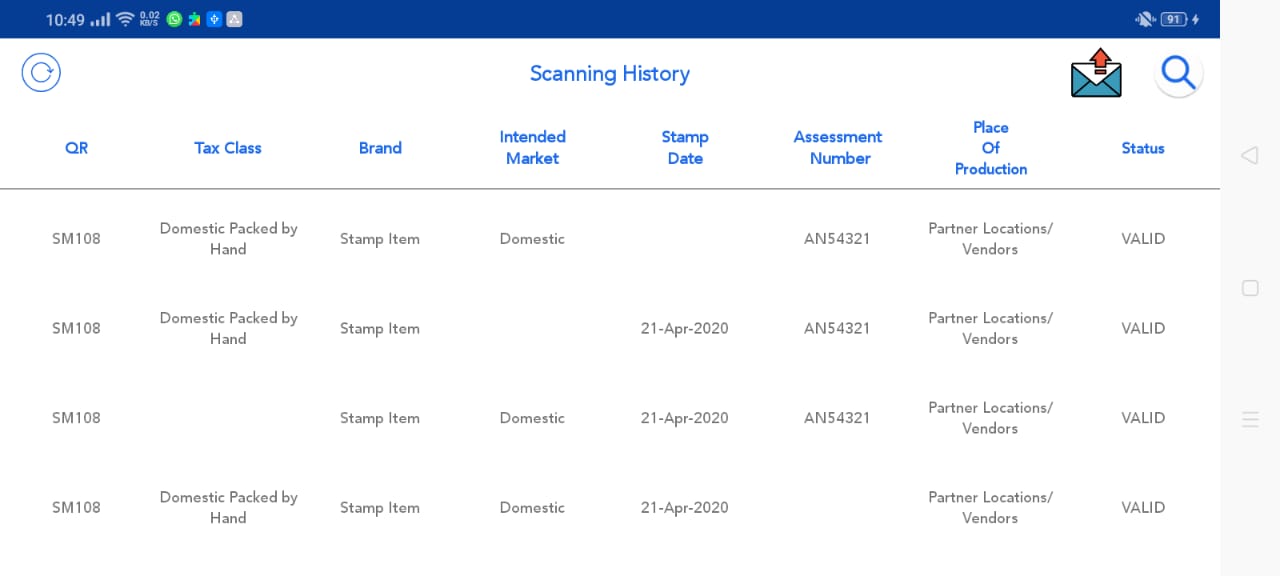 10:49 0.02 KB/S 91
Scanning History
QR Tax Class Brand Intended Market Stamp Date Assessment Number Place Of Production Status
SM108 Domestic Packed by Hand Stamp Item Domestic AN54321 Partner Locations/ Vendors VALID
SM108 Domestic Packed by Hand Stamp Item 21-Apr-2020 AN54321 Partner Locations/ Vendors VALID
SM108 Stamp Item Domestic 21-Apr-2020 AN54321 Partner Locations/ Vendors VALID
SM108 Domestic Packed by Hand Stamp Item Domestic 21-Apr-2020 Partner Locations/ Vendors VALID